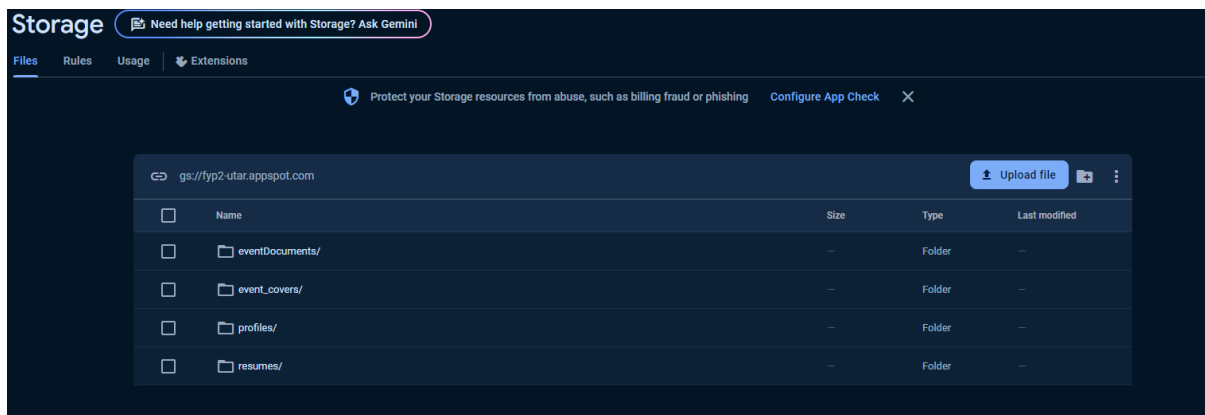 Storage Need help getting started with Storage? Ask Gemini
Files Rules Usage Extensions
Protect your Storage resources from abuse, such as billing fraud or phishing Configure App Check
gs://fyp2-utar.appspot.com Upload file
Name Size Type Last modified
eventDocuments/ — Folder —
event_covers/ — Folder —
profiles/ — Folder —
resumes/ — Folder —